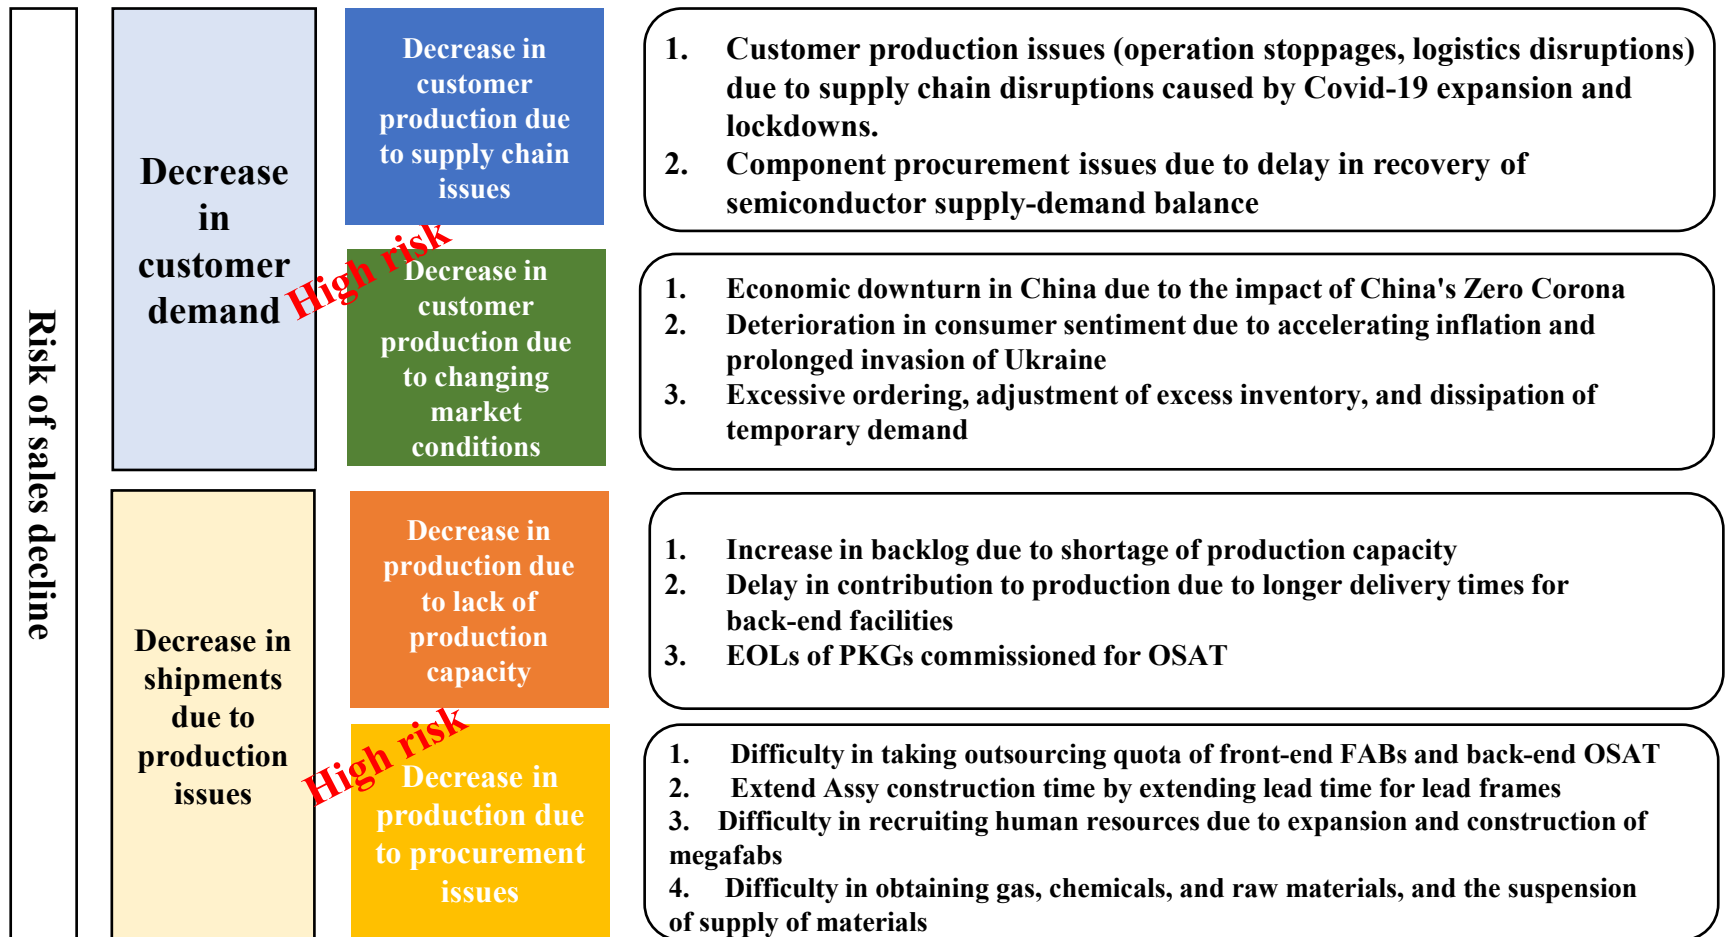 Risk of sales decline
Decrease
in
customer
demand
High risk
Decrease in
customer
production due
to supply chain
issues
1. Customer production issues (operation stoppages, logistics disruptions)
due to supply chain disruptions caused by Covid-19 expansion and
lockdowns.
2. Component procurement issues due to delay in recovery of
semiconductor supply-demand balance
Decrease in
customer
production due
to changing
market
conditions
1. Economic downturn in China due to the impact of China's Zero Corona
2. Deterioration in consumer sentiment due to accelerating inflation and
prolonged invasion of Ukraine
3. Excessive ordering, adjustment of excess inventory, and dissipation of
temporary demand
Decrease in
shipments
due to
production
issues
High risk
Decrease in
production due
to lack of
production
capacity
1. Increase in backlog due to shortage of production capacity
2. Delay in contribution to production due to longer delivery times for
back-end facilities
3. EOLs of PKGs commissioned for OSAT
Decrease in
production due
to procurement
issues
1. Difficulty in taking outsourcing quota of front-end FABs and back-end OSAT
2. Extend Assy construction time by extending lead time for lead frames
3. Difficulty in recruiting human resources due to expansion and construction of
megafabs
4. Difficulty in obtaining gas, chemicals, and raw materials, and the suspension
of supply of materials